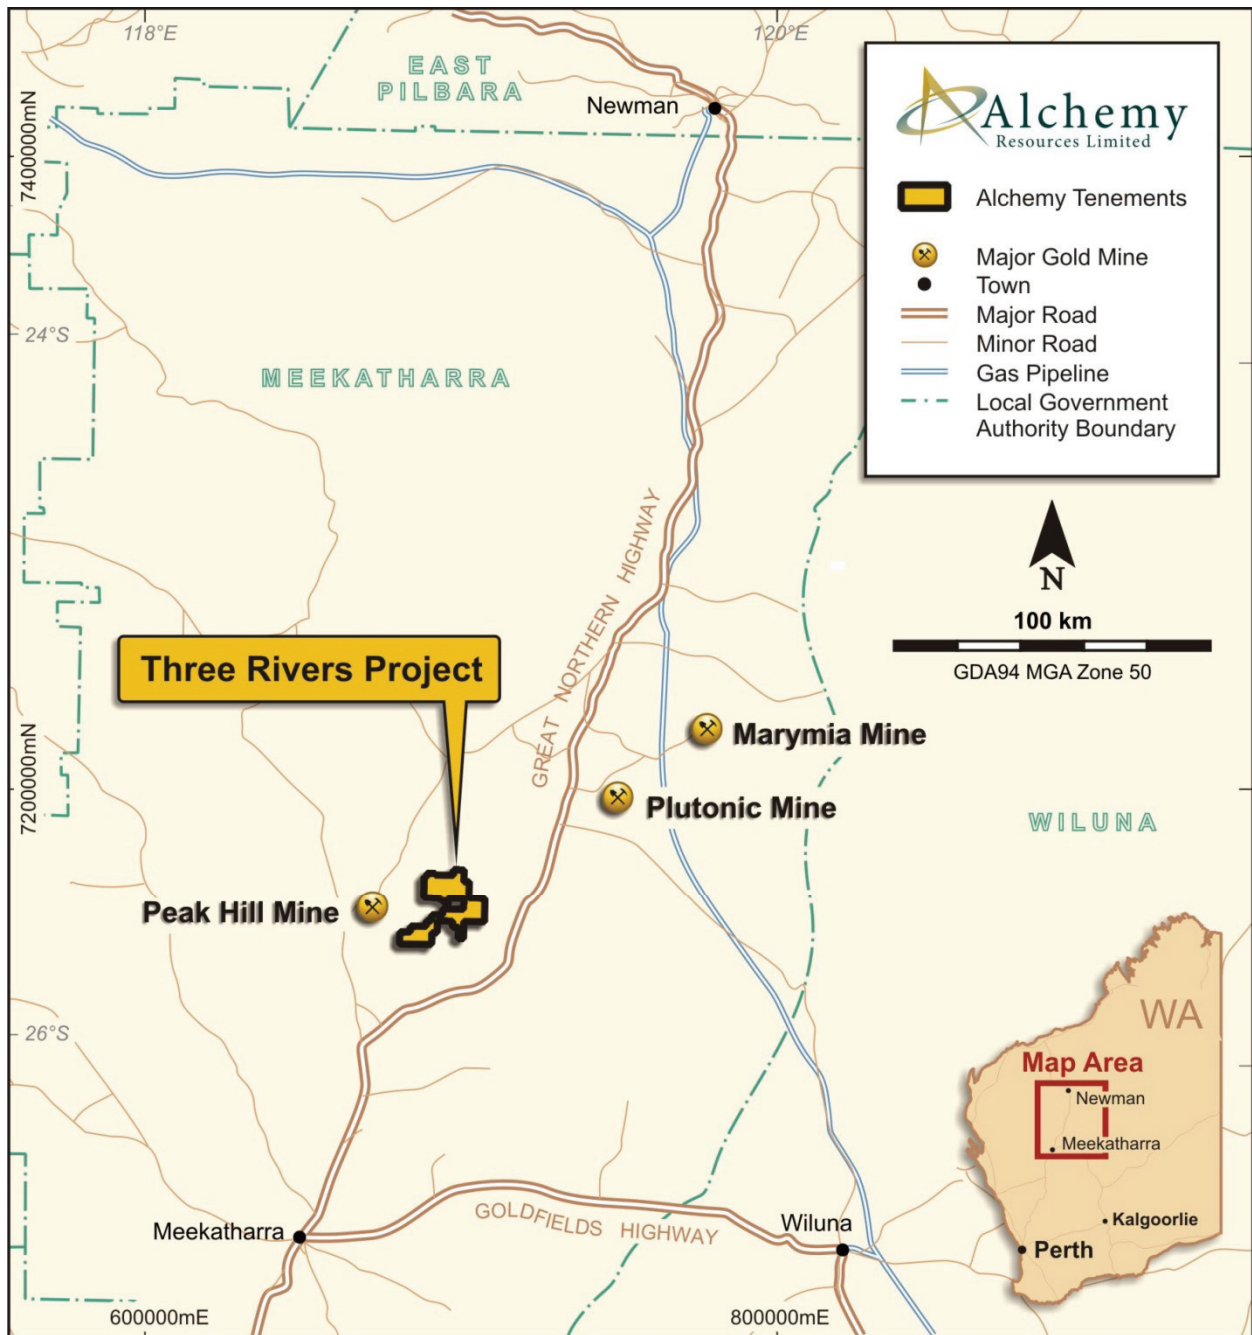 118°E
120°E
EAST
PILBARA
Newman
7400000mN
Alchemy
Resources Limited
Alchemy Tenements
Major Gold Mine
Town
Major Road
Minor Road
Gas Pipeline
Local Government
Authority Boundary
24°S
MEEKATHARRA
N
100 km
GDA94 MGA Zone 50
GREAT NORTHERN HIGHWAY
Three Rivers Project
Marymia Mine
Plutonic Mine
7200000mN
WILUNA
Peak Hill Mine
26°S
WA
Map Area
Newman
Meekatharra
Kalgoorlie
Perth
Meekatharra
GOLDFIELDS HIGHWAY
Wiluna
600000mE
800000mE